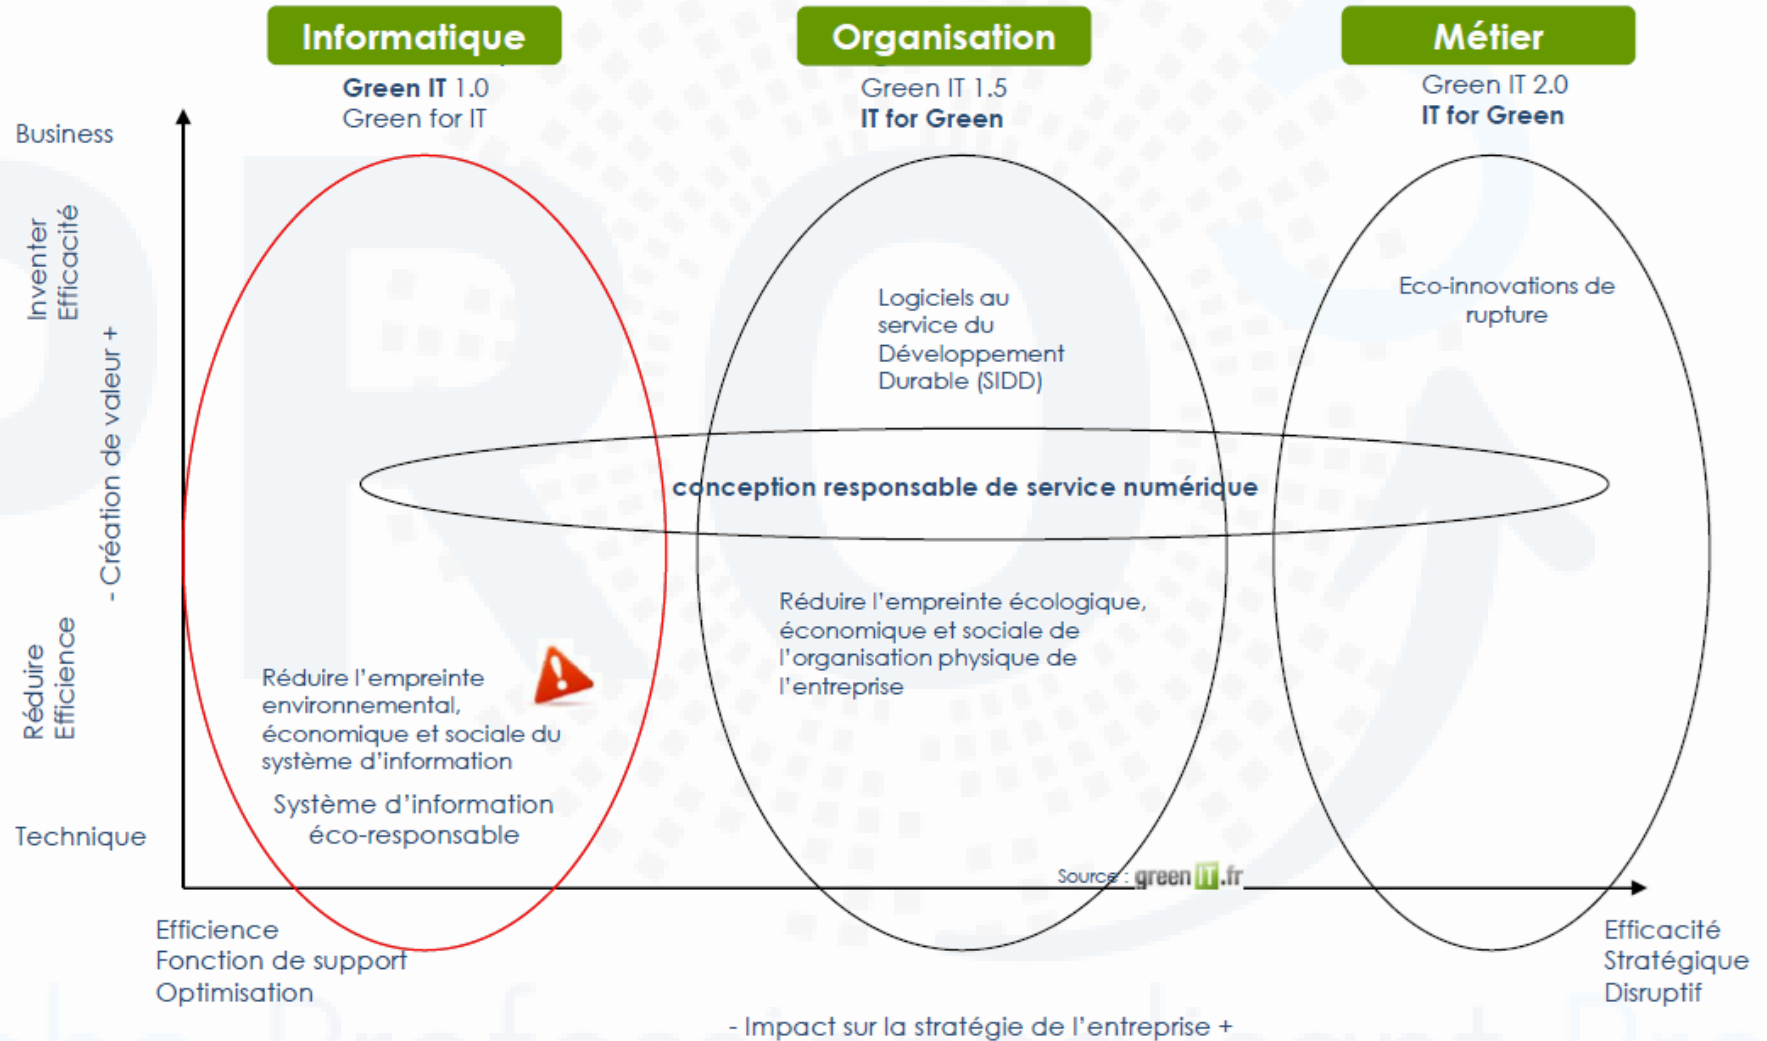 Informatique
Organisation
Métier
Green IT 1.0
Green for IT
Green IT 1.5
IT for Green
Green IT 2.0
IT for Green
Business
Inventer
Efficacité
- Création de valeur +
Réduire
Efficience
Technique
Logiciels au
service du
Développement
Durable (SIDD)
Eco-innovations de
rupture
conception responsable de service numérique
Réduire l'empreinte
environnemental,
économique et sociale du
système d'information
Système d'information
éco-responsable
Réduire l'empreinte écologique,
économique et sociale de
l'organisation physique de
l'entreprise
Source : green IT .fr
Efficience
Fonction de support
Optimisation
Efficacité
Stratégique
Disruptif
- Impact sur la stratégie de l'entreprise +